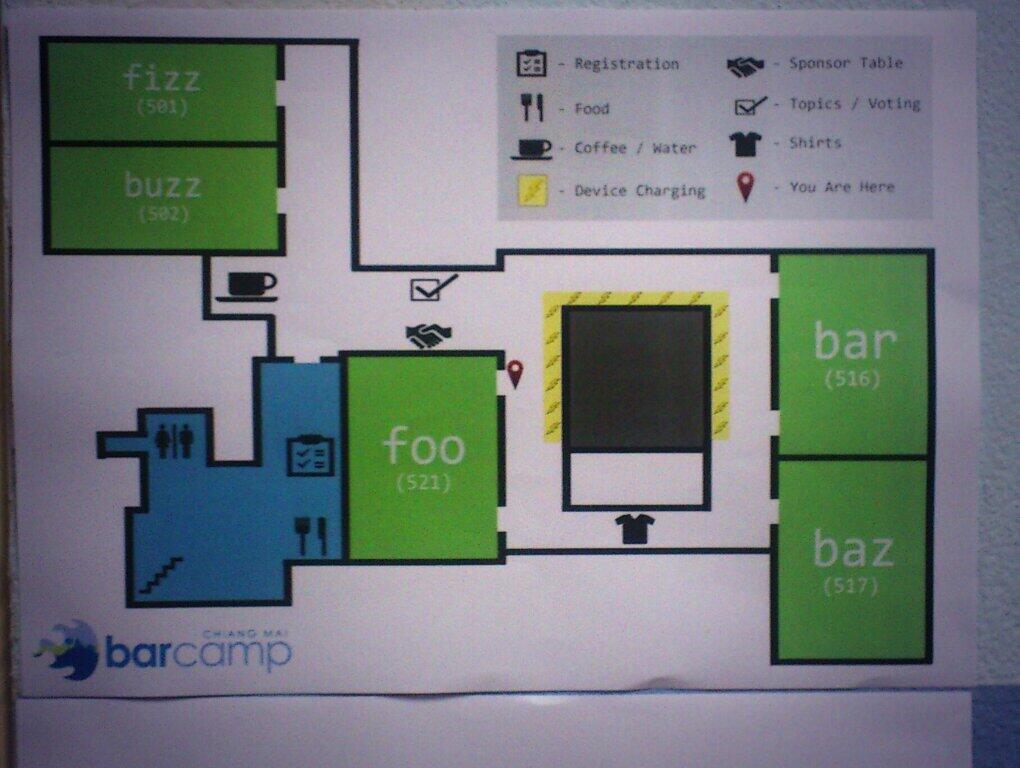 fizz
(501)
buzz
(502)
- Registration
- Food
- Coffee / Water
- Device Charging
- Sponsor Table
- Topics / Voting
- Shirts
- You Are Here
foo
(521)
bar
(516)
baz
(517)
CHIANG MAI
barcamp